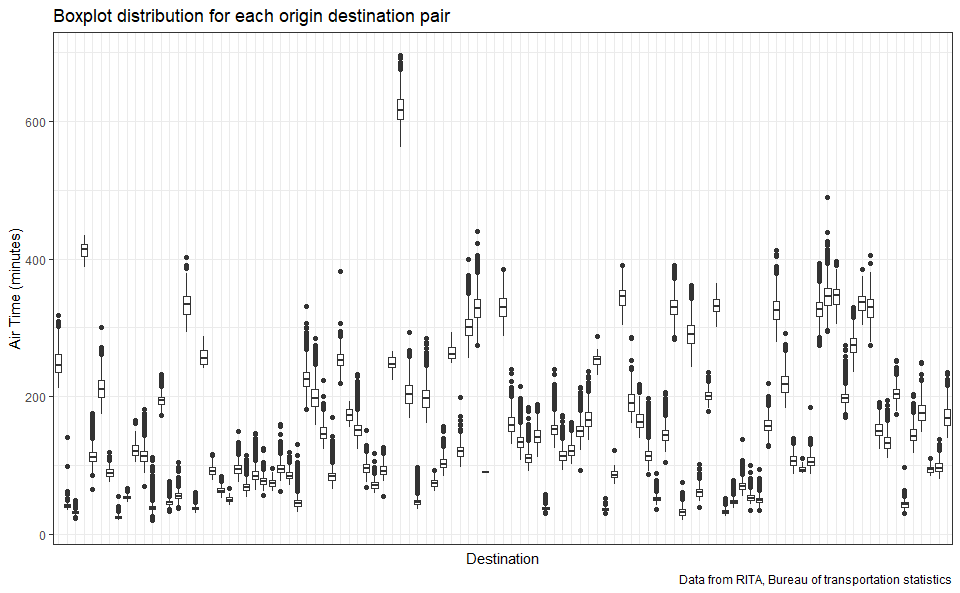 Boxplot distribution for each origin destination pair
600
400
200
0
Air Time (minutes)
Destination
Data from RITA, Bureau of transportation statistics